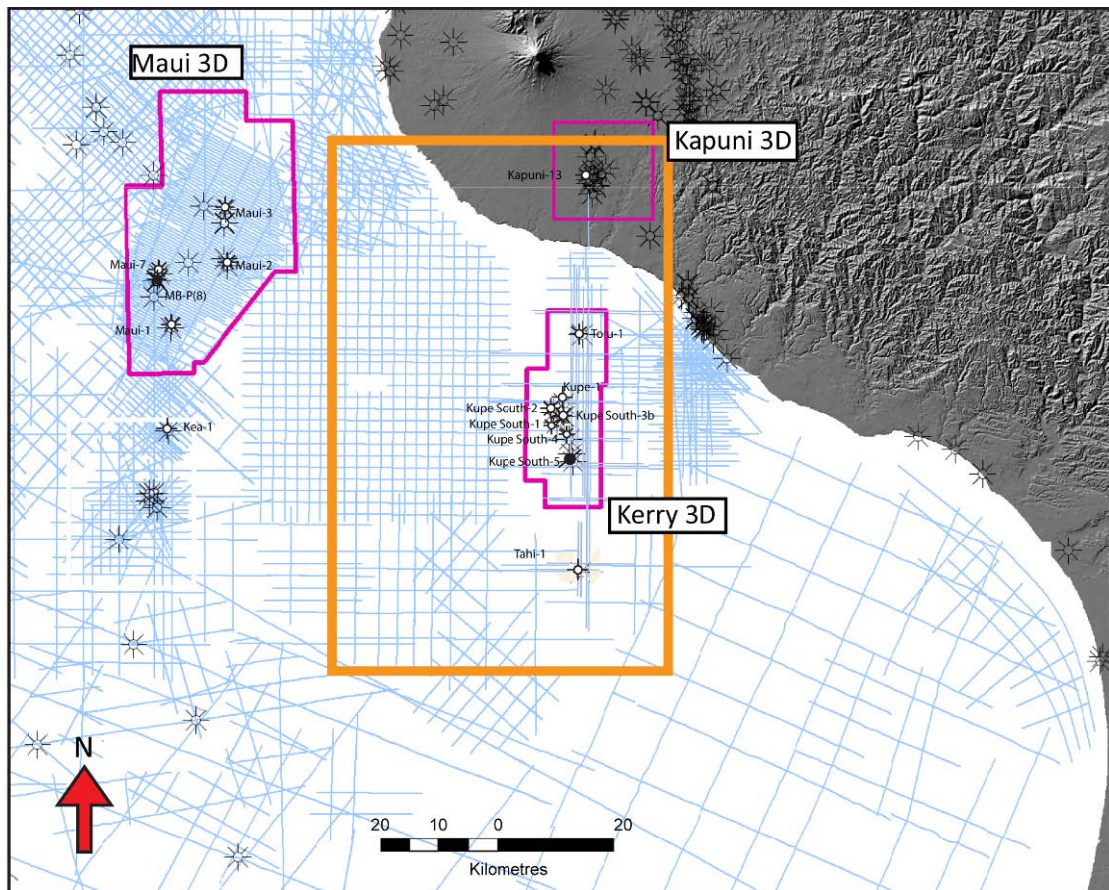 Maui 3D
Kapuni 3D
Kapuni-13
Maui-3
Maui-7
Maui-2
MB-P(8)
Maui-1
Toru-1
Kupe-1
Kupe South-2
Kupe South-3b
Kupe South-1
Kea-1
Kupe South-4
Kupe South-5
Kerry 3D
Tahi-1
N
20 10 0 20
Kilometres